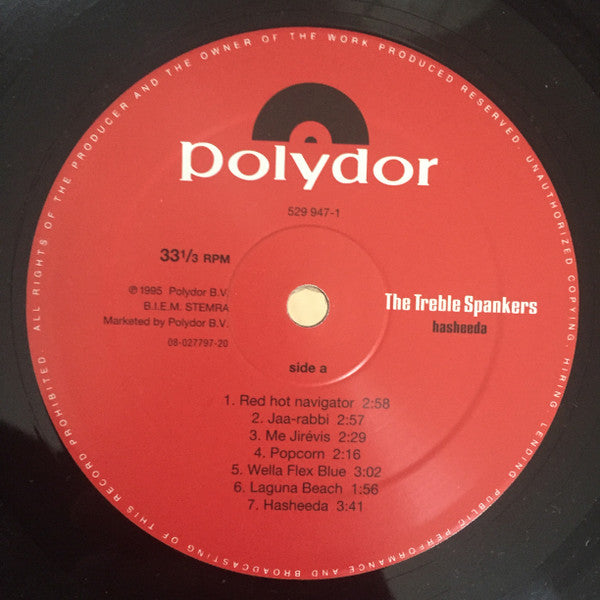 polydor
529 947-1
33 1/3 RPM
℗ 1995 Polydor B.V.
B.I.E.M. STEMRA
Marketed by Polydor B.V.
08-027797-20
The Treble Spankers
hasheeda
side a
1. Red hot navigator 2:58
2. Jaa-rabbi 2:57
3. Me Jirévis 2:29
4. Popcorn 2:16
5. Wella Flex Blue 3:02
6. Laguna Beach 1:56
7. Hasheeda 3:41
ALL RIGHTS OF THE PRODUCER AND THE OWNER OF THE WORK PRODUCED RESERVED. UNAUTHORIZED COPYING, HIRING, LENDING, PUBLIC PERFORMANCE AND BROADCASTING OF THIS RECORD PROHIBITED